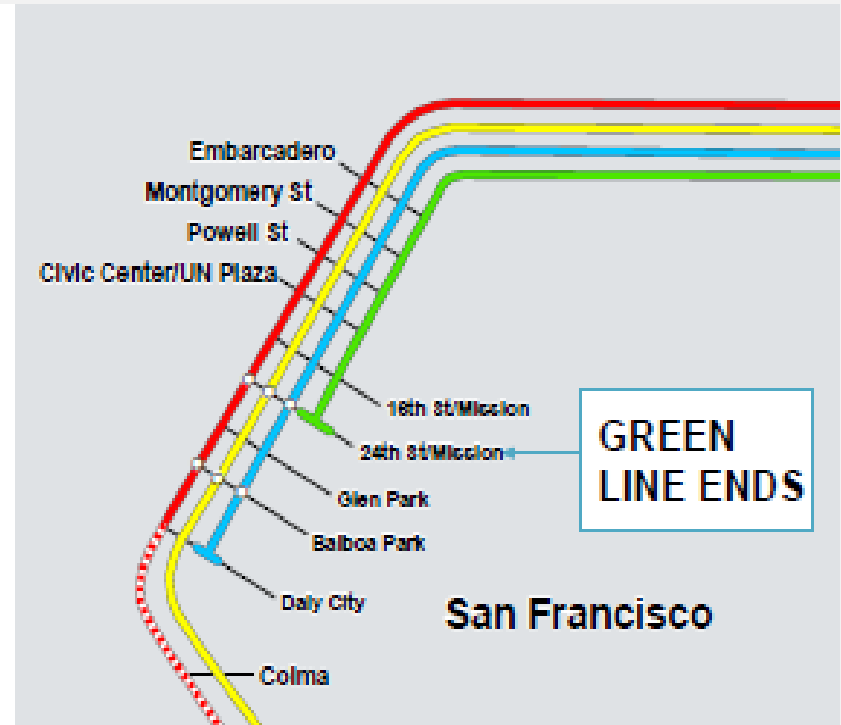 Embarcadero
Montgomery St
Powell St
Civic Center/UN Plaza
16th St/Mission
24th St/Mission
GREEN
LINE ENDS
Glen Park
Balboa Park
Daly City
San Francisco
Colma